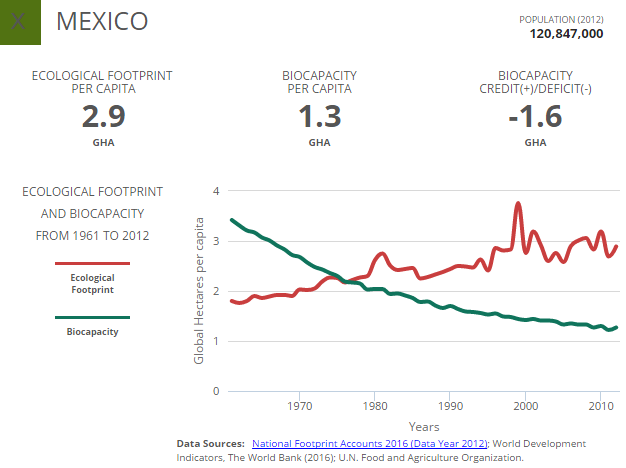 X
MEXICO
POPULATION (2012)
120,847,000
ECOLOGICAL FOOTPRINT
PER CAPITA
2.9
GHA
BIOCAPACITY
PER CAPITA
1.3
GHA
BIOCAPACITY
CREDIT(+)/DEFICIT(-)
-1.6
GHA
ECOLOGICAL FOOTPRINT
AND BIOCAPACITY
FROM 1961 TO 2012
Ecological
Footprint
Biocapacity
Global Hectares per capita
4
3
2
1
0
1970 1980 1990 2000 2010
Years
Data Sources: National Footprint Accounts 2016 (Data Year 2012); World Development
Indicators, The World Bank (2016); U.N. Food and Agriculture Organization.